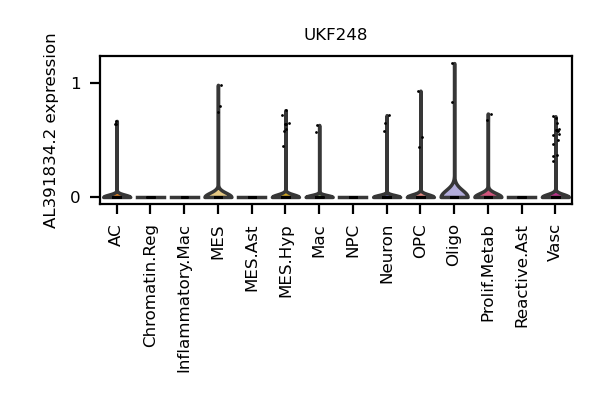 UKF248
AL391834.2 expression
1
0
AC
Chromatin.Reg
Inflammatory.Mac
MES
MES.Ast
MES.Hyp
Mac
NPC
Neuron
OPC
Oligo
Prolif.Metab
Reactive.Ast
Vasc